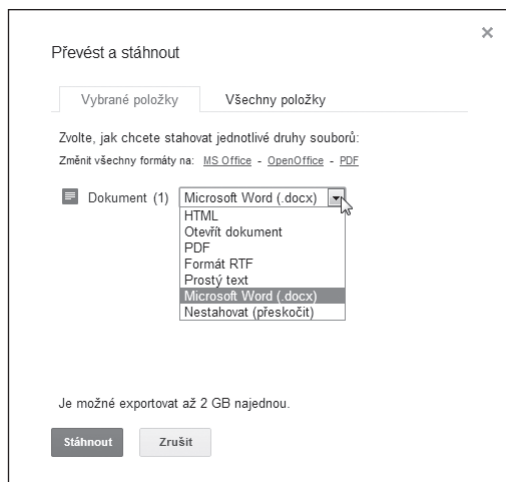 Převést a stáhnout
Vybrané položky Všechny položky
Zvolte, jak chcete stahovat jednotlivé druhy souborů:
Změnit všechny formáty na: MS Office - OpenOffice - PDF
Dokument (1) Microsoft Word (.docx)
HTML
Otevřít dokument
PDF
Formát RTF
Prostý text
Microsoft Word (.docx)
Nestahovat (přeskočit)
Je možné exportovat až 2 GB najednou.
Stáhnout Zrušit